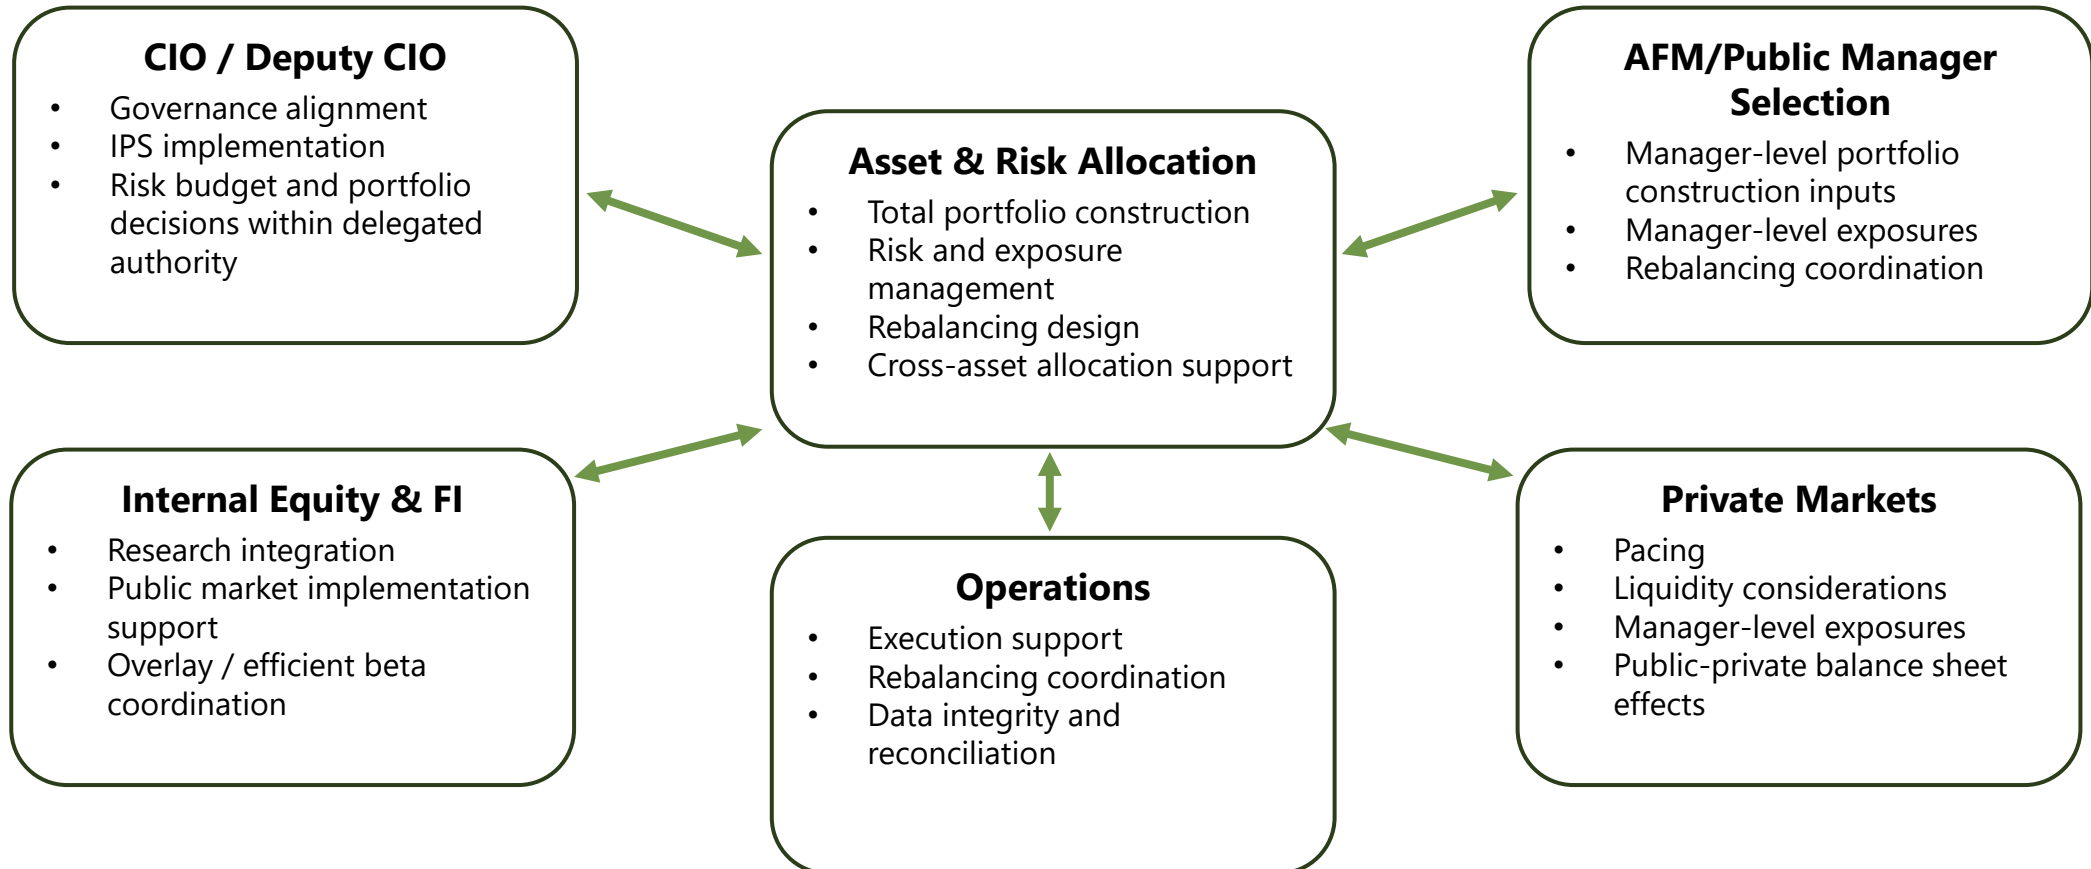 CIO / Deputy CIO
• Governance alignment
• IPS implementation
• Risk budget and portfolio
decisions within delegated
authority
Asset & Risk Allocation
• Total portfolio construction
• Risk and exposure
management
• Rebalancing design
• Cross-asset allocation support
AFM/Public Manager
Selection
• Manager-level portfolio
construction inputs
• Manager-level exposures
• Rebalancing coordination
Internal Equity & FI
• Research integration
• Public market implementation
support
• Overlay / efficient beta
coordination
Operations
• Execution support
• Rebalancing coordination
• Data integrity and
reconciliation
Private Markets
• Pacing
• Liquidity considerations
• Manager-level exposures
• Public-private balance sheet
effects